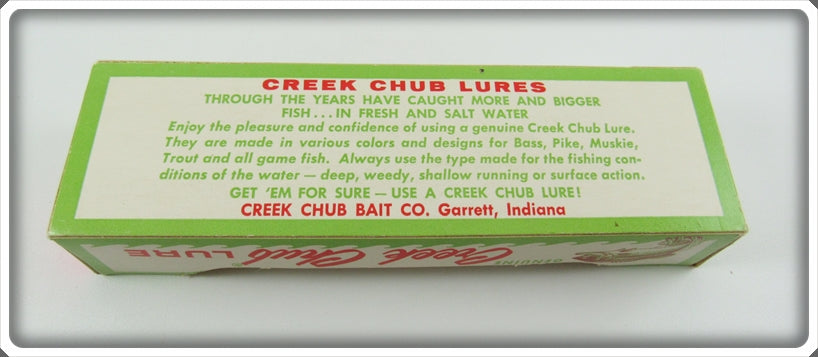 CREEK CHUB LURES
THROUGH THE YEARS HAVE CAUGHT MORE AND BIGGER
FISH...IN FRESH AND SALT WATER
Enjoy the pleasure and confidence of using a genuine Creek Chub Lure.
They are made in various colors and designs for Bass, Pike, Muskie,
Trout and all game fish. Always use the type made for the fishing con-
ditions of the water — deep, weedy, shallow running or surface action.
GET 'EM FOR SURE — USE A CREEK CHUB LURE!
CREEK CHUB BAIT CO. Garrett, Indiana
GENUINE
Creek Chub LURE